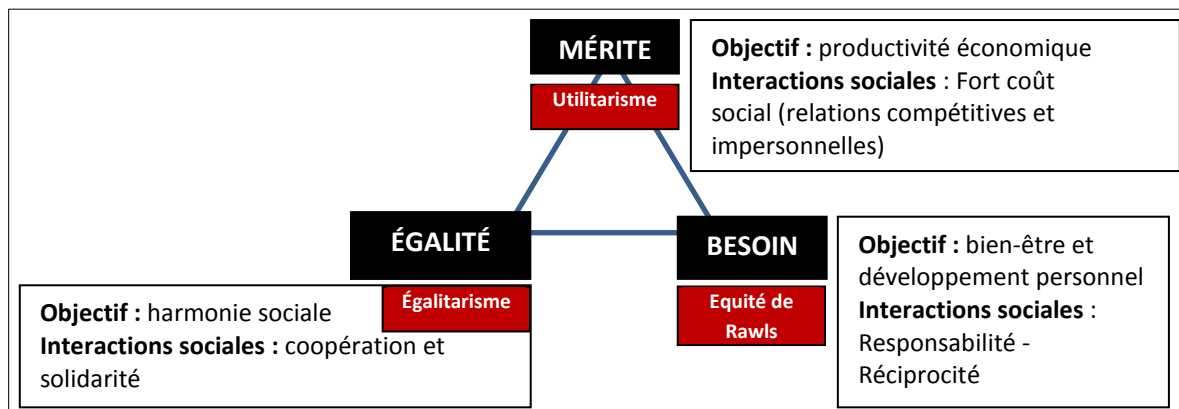 MÉRITE
Utilitarisme
Objectif : productivité économique
Interactions sociales : Fort coût
social (relations compétitives et
impersonnelles)
ÉGALITÉ
Égalitarisme
Objectif : harmonie sociale
Interactions sociales : coopération et
solidarité
BESOIN
Equité de
Rawls
Objectif : bien-être et
développement personnel
Interactions sociales :
Responsabilité -
Réciprocité